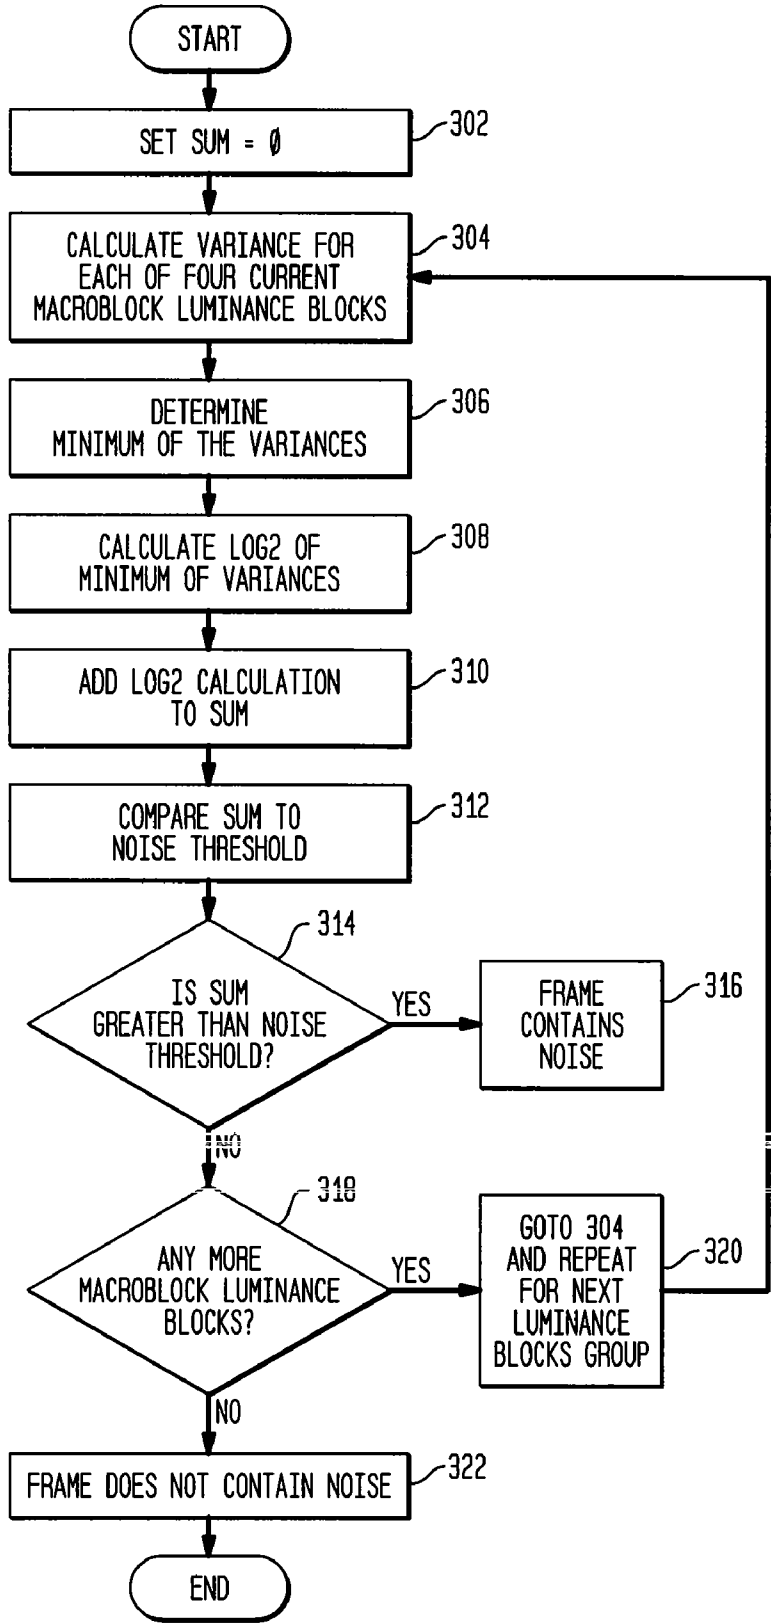 START
SET SUM = Ø
302
CALCULATE VARIANCE FOR
EACH OF FOUR CURRENT
MACROBLOCK LUMINANCE BLOCKS
304
DETERMINE
MINIMUM OF THE VARIANCES
306
CALCULATE LOG2 OF
MINIMUM OF VARIANCES
308
ADD LOG2 CALCULATION
TO SUM
310
COMPARE SUM TO
NOISE THRESHOLD
312
314
IS SUM
GREATER THAN NOISE
THRESHOLD?
YES
FRAME
CONTAINS
NOISE
316
NO
318
ANY MORE
MACROBLOCK LUMINANCE
BLOCKS?
YES
GOTO 304
AND REPEAT
FOR NEXT
LUMINANCE
BLOCKS GROUP
320
NO
FRAME DOES NOT CONTAIN NOISE
322
END